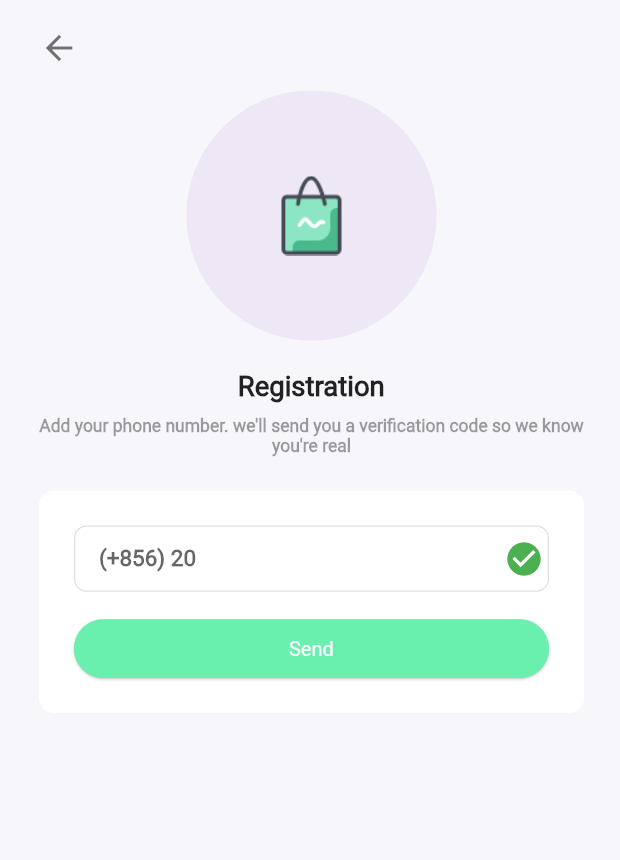 Registration
Add your phone number. we'll send you a verification code so we know
you're real
(+856) 20
Send